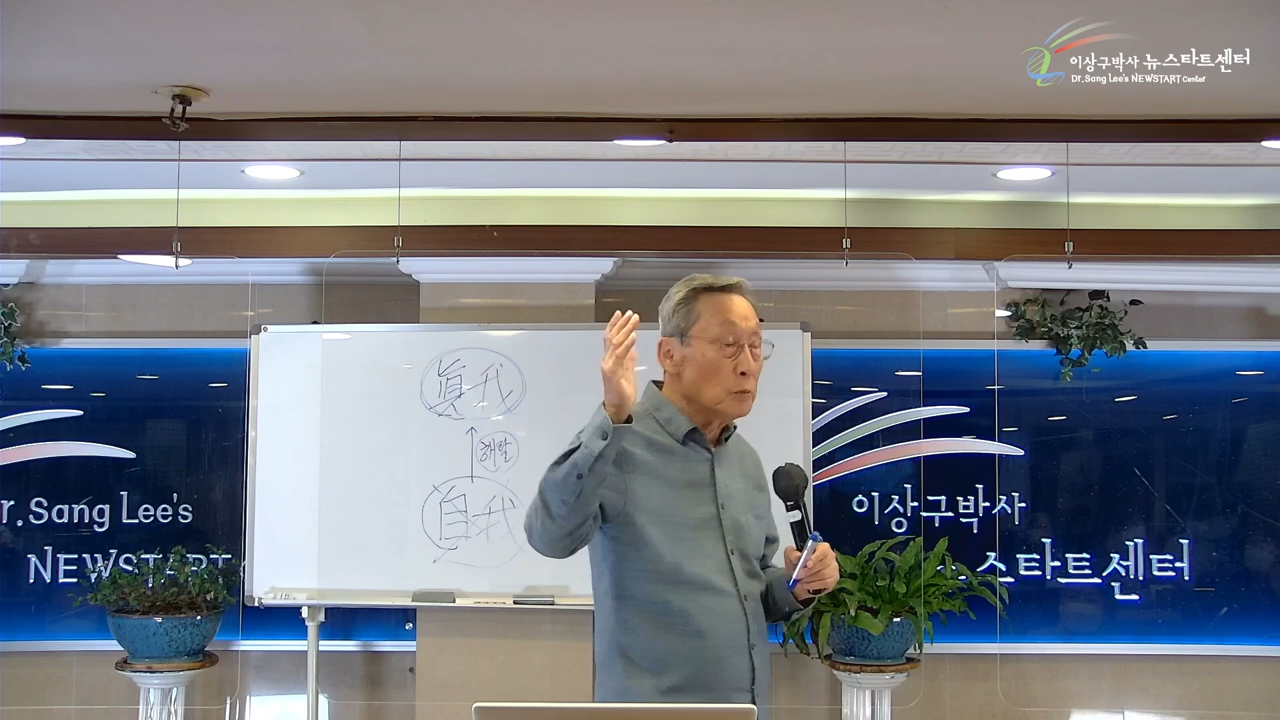 이상구박사 뉴스타트센터
Dr. Sang Lee's NEWSTART Center
眞我
해탈
自我
r. Sang Lee's
NEWSTART
이상구박사
스타트센터